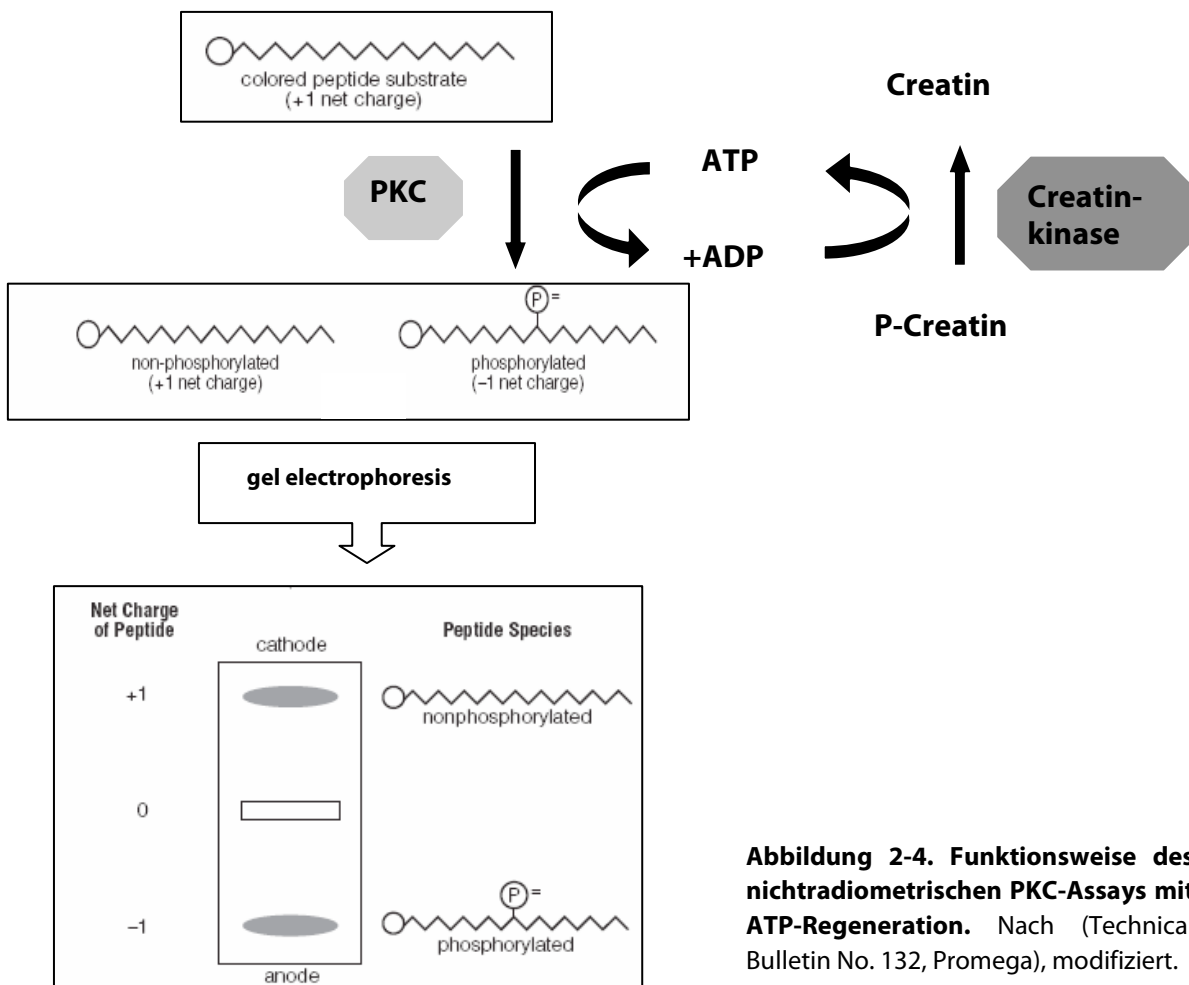 colored peptide substrate
(+1 net charge)
Creatin
PKC
ATP
+ADP
Creatin-
kinase
P-Creatin
P =
non-phosphorylated
(+1 net charge)
phosphorylated
(–1 net charge)
gel electrophoresis
Net Charge
of Peptide
cathode
Peptide Species
+1
nonphosphorylated
0
P =
–1
phosphorylated
anode
Abbildung 2-4. Funktionsweise des
nichtradiometrischen PKC-Assays mit
ATP-Regeneration. Nach (Technica
Bulletin No. 132, Promega), modifiziert.